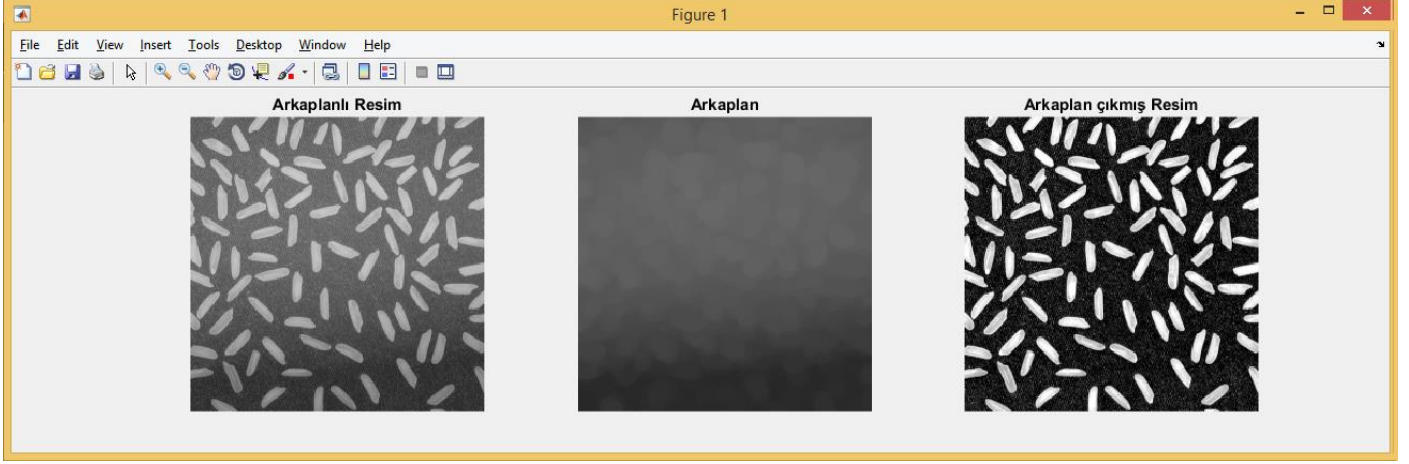 Figure 1
File Edit View Insert Tools Desktop Window Help
Arkaplanlı Resim
Arkaplan
Arkaplan çıkmış Resim